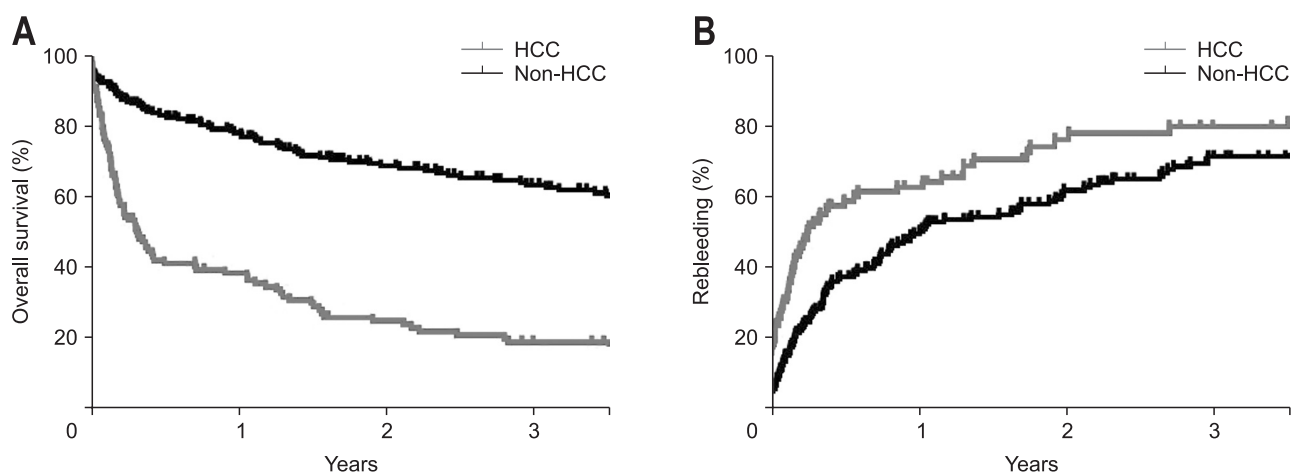 A
HCC
Non-HCC
Overall survival (%)
100
80
60
40
20
0
1
2
3
Years
B
HCC
Non-HCC
Rebleeding (%)
100
80
60
40
20
0
1
2
3
Years